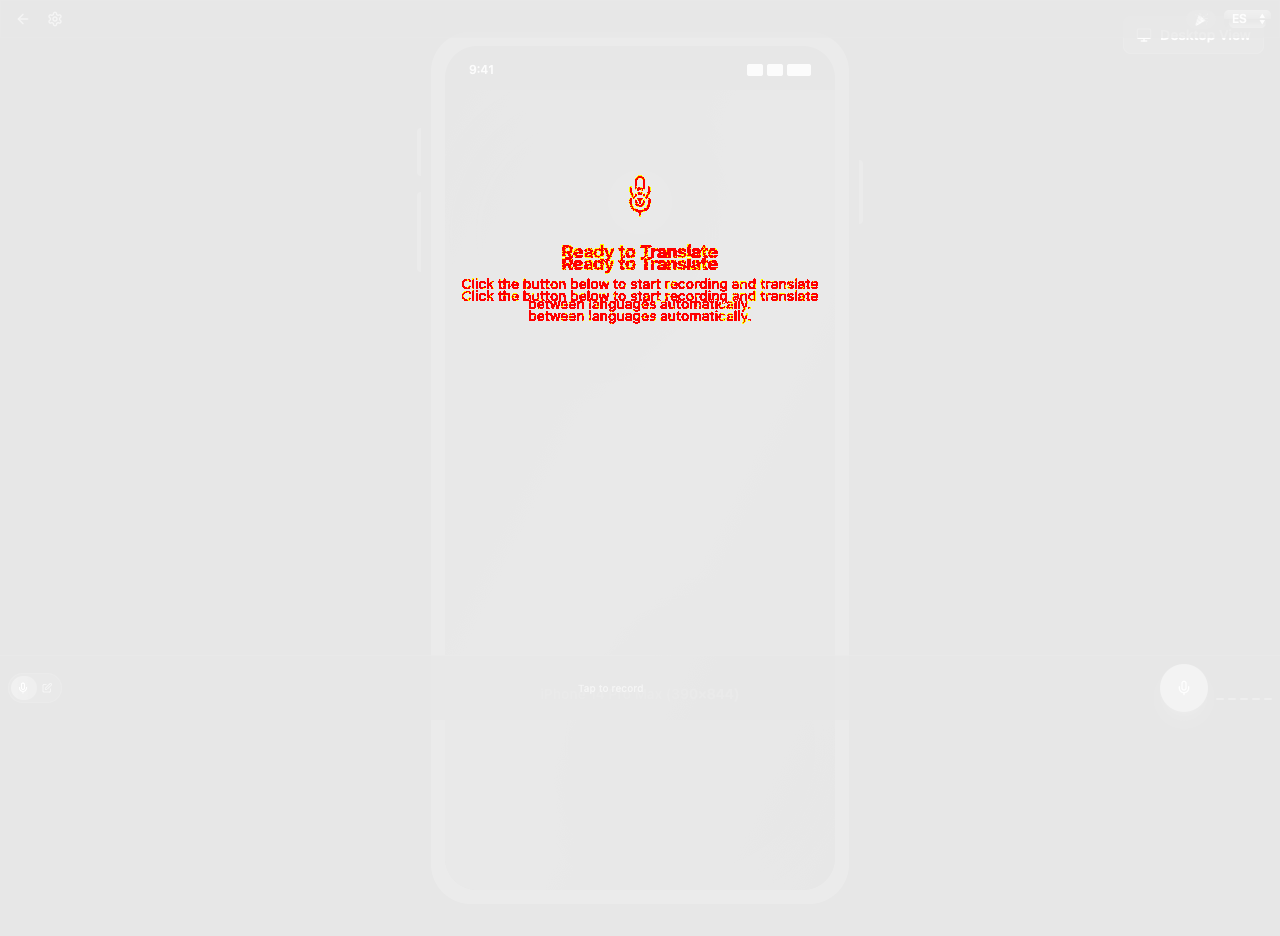 ES
Desktop View
9:41
Ready to Translate
Ready to Translate
Click the button below to start recording and translate
Click the button below to start recording and translate
between languages automatically.
between languages automatically.
Tap to record